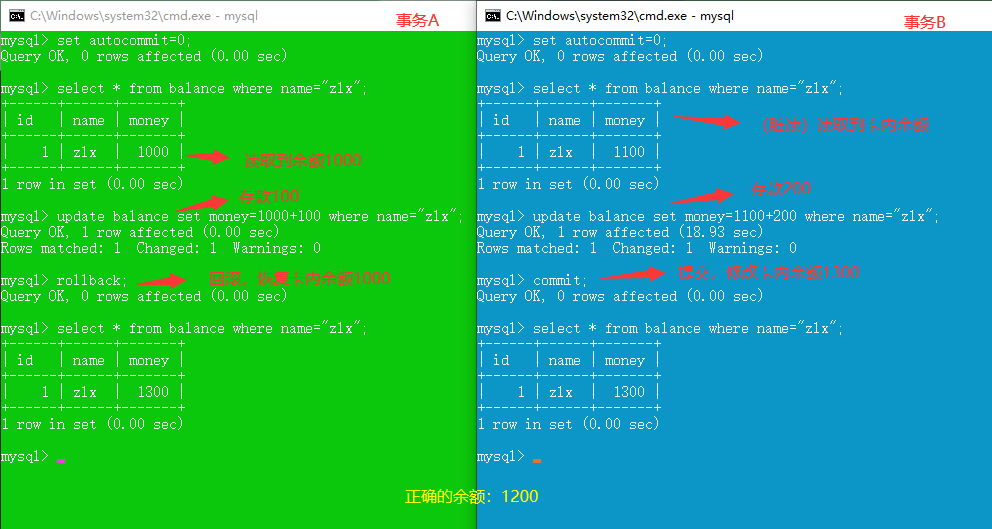 C:\Windows\system32\cmd.exe - mysql
事务A
mysql> set autocommit=0;
Query OK, 0 rows affected (0.00 sec)
mysql> select * from balance where name="zlx";
+------+------+-------+
| id | name | money |
+------+------+-------+
| 1 | zlx | 1000 |
读取到余额1000
+------+------+-------+
1 row in set (0.00 sec)
存款100
mysql> update balance set money=1000+100 where name="zlx";
Query OK, 1 row affected (0.00 sec)
Rows matched: 1 Changed: 1 Warnings: 0
mysql> rollback;
回滚，恢复卡内余额1000
Query OK, 0 rows affected (0.00 sec)
mysql> select * from balance where name="zlx";
+------+------+-------+
| id | name | money |
+------+------+-------+
| 1 | zlx | 1300 |
+------+------+-------+
1 row in set (0.00 sec)
mysql>
C:\Windows\system32\cmd.exe - mysql
事务B
mysql> set autocommit=0;
Query OK, 0 rows affected (0.00 sec)
mysql> select * from balance where name="zlx";
+------+------+-------+
| id | name | money |
（脏读）读取到卡内余额
+------+------+-------+
| 1 | zlx | 1100 |
+------+------+-------+
1 row in set (0.00 sec)
存款200
mysql> update balance set money=1100+200 where name="zlx";
Query OK, 1 row affected (18.93 sec)
Rows matched: 1 Changed: 1 Warnings: 0
mysql> commit;
提交，修改卡内余额1300
Query OK, 0 rows affected (0.00 sec)
mysql> select * from balance where name="zlx";
+------+------+-------+
| id | name | money |
+------+------+-------+
| 1 | zlx | 1300 |
+------+------+-------+
1 row in set (0.00 sec)
mysql>
正确的余额：1200